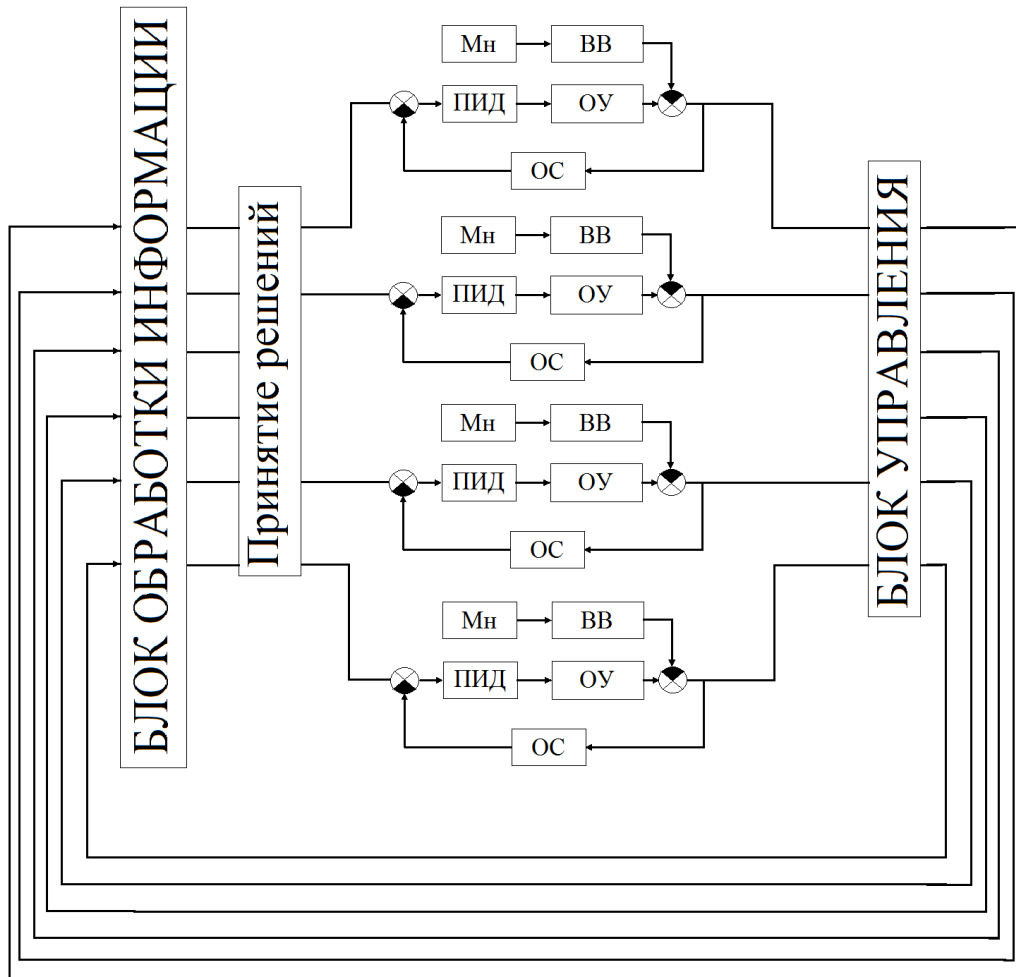 БЛОК ОБРАБОТКИ ИНФОРМАЦИИ
Принятие решений
Мн
ВВ
ПИД
ОУ
ОС
Мн
ВВ
ПИД
ОУ
ОС
Мн
ВВ
ПИД
ОУ
ОС
Мн
ВВ
ПИД
ОУ
ОС
БЛОК УПРАВЛЕНИЯ